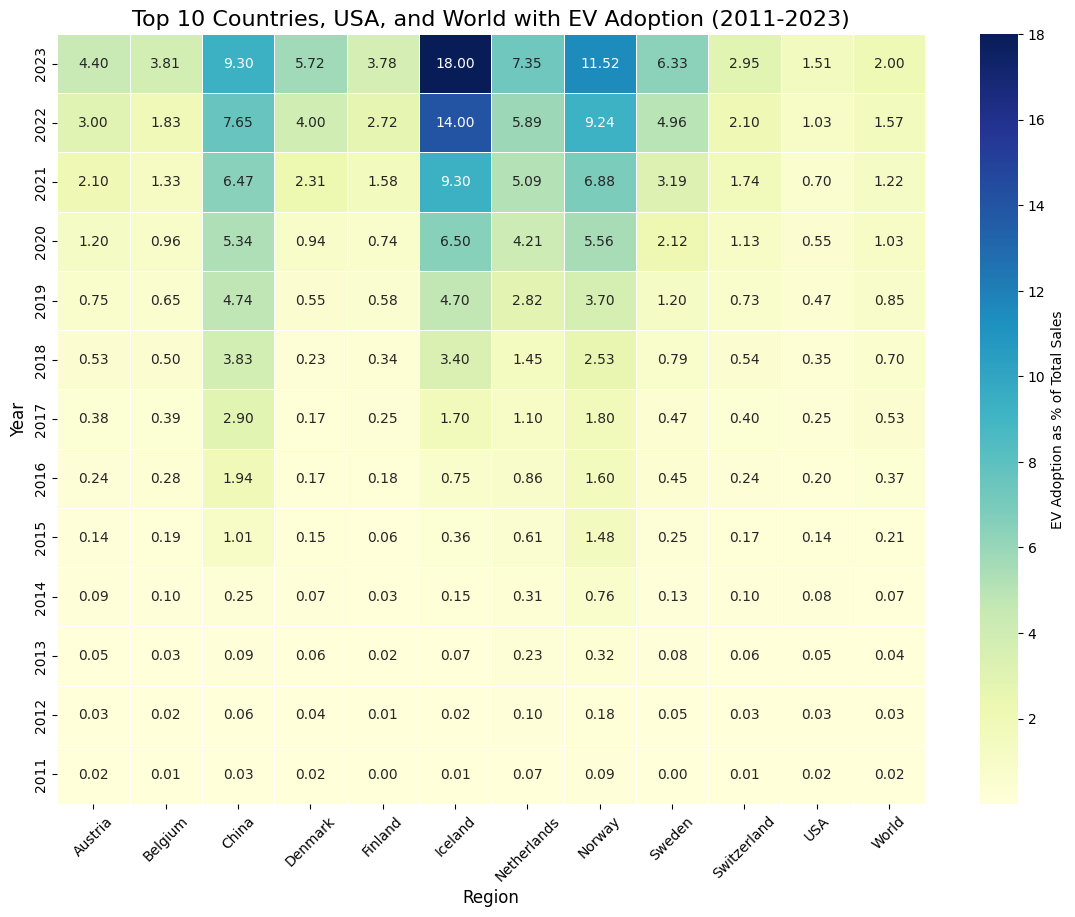 Top 10 Countries, USA, and World with EV Adoption (2011-2023)
2023 4.40 3.81 9.30 5.72 3.78 18.00 7.35 11.52 6.33 2.95 1.51 2.00
2022 3.00 1.83 7.65 4.00 2.72 14.00 5.89 9.24 4.96 2.10 1.03 1.57
2021 2.10 1.33 6.47 2.31 1.58 9.30 5.09 6.88 3.19 1.74 0.70 1.22
2020 1.20 0.96 5.34 0.94 0.74 6.50 4.21 5.56 2.12 1.13 0.55 1.03
2019 0.75 0.65 4.74 0.55 0.58 4.70 2.82 3.70 1.20 0.73 0.47 0.85
2018 0.53 0.50 3.83 0.23 0.34 3.40 1.45 2.53 0.79 0.54 0.35 0.70
2017 0.38 0.39 2.90 0.17 0.25 1.70 1.10 1.80 0.47 0.40 0.25 0.53
2016 0.24 0.28 1.94 0.17 0.18 0.75 0.86 1.60 0.45 0.24 0.20 0.37
2015 0.14 0.19 1.01 0.15 0.06 0.36 0.61 1.48 0.25 0.17 0.14 0.21
2014 0.09 0.10 0.25 0.07 0.03 0.15 0.31 0.76 0.13 0.10 0.08 0.07
2013 0.05 0.03 0.09 0.06 0.02 0.07 0.23 0.32 0.08 0.06 0.05 0.04
2012 0.03 0.02 0.06 0.04 0.01 0.02 0.10 0.18 0.05 0.03 0.03 0.03
2011 0.02 0.01 0.03 0.02 0.00 0.01 0.07 0.09 0.00 0.01 0.02 0.02
Year
Austria Belgium China Denmark Finland Iceland Netherlands Norway Sweden Switzerland USA World
Region
18
16
14
12
10
8
6
4
2
EV Adoption as % of Total Sales